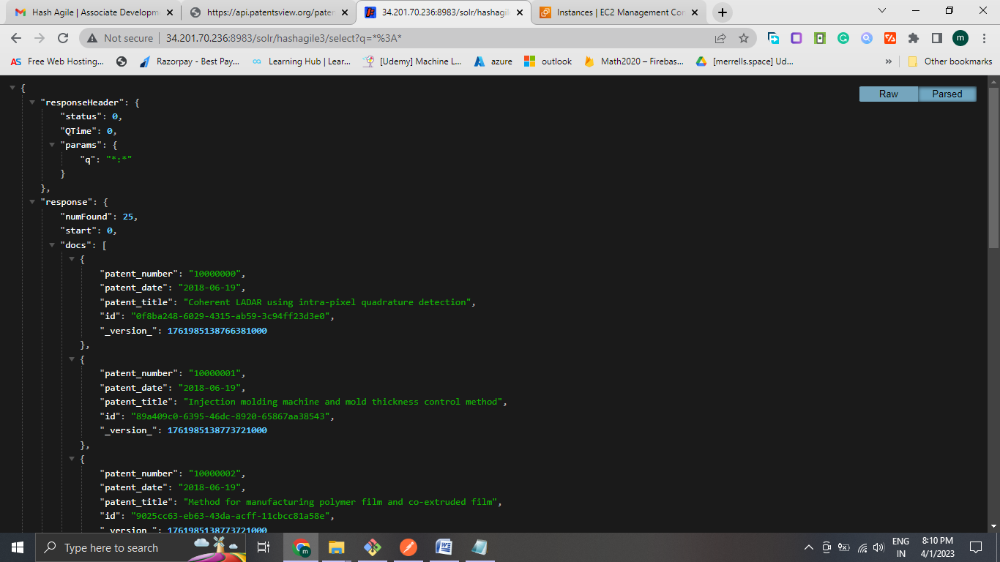 Hash Agile | Associate Developm
https://api.patentsview.org/paten
34.201.70.236:8983/solr/hashagile
Instances | EC2 Management Con
Not secure | 34.201.70.236:8983/solr/hashagile3/select?q=*%3A*
m
AS Free Web Hosting...
Razorpay - Best Pay...
Learning Hub | Lear...
[Udemy] Machine L...
azure
outlook
Math2020 – Firebas...
[merrells.space] Ud...
»
Other bookmarks
Raw Parsed
{
"responseHeader": {
"status": 0,
"QTime": 0,
"params": {
"q": "*:*"
}
},
"response": {
"numFound": 25,
"start": 0,
"docs": [
{
"patent_number": "10000000",
"patent_date": "2018-06-19",
"patent_title": "Coherent LADAR using intra-pixel quadrature detection",
"id": "0f8ba248-6029-4315-ab59-3c94ff23d3e0",
"_version_": 1761985138766381000
},
{
"patent_number": "10000001",
"patent_date": "2018-06-19",
"patent_title": "Injection molding machine and mold thickness control method",
"id": "89a409c0-6395-46dc-8920-65867aa38543",
"_version_": 1761985138773721000
},
{
"patent_number": "10000002",
"patent_date": "2018-06-19",
"patent_title": "Method for manufacturing polymer film and co-extruded film",
"id": "9025cc63-eb63-43da-acff-11cbcc81a58e",
"_version_": 1761985138773721000
Type here to search
m
W
ENG
IN
8:10 PM
4/1/2023